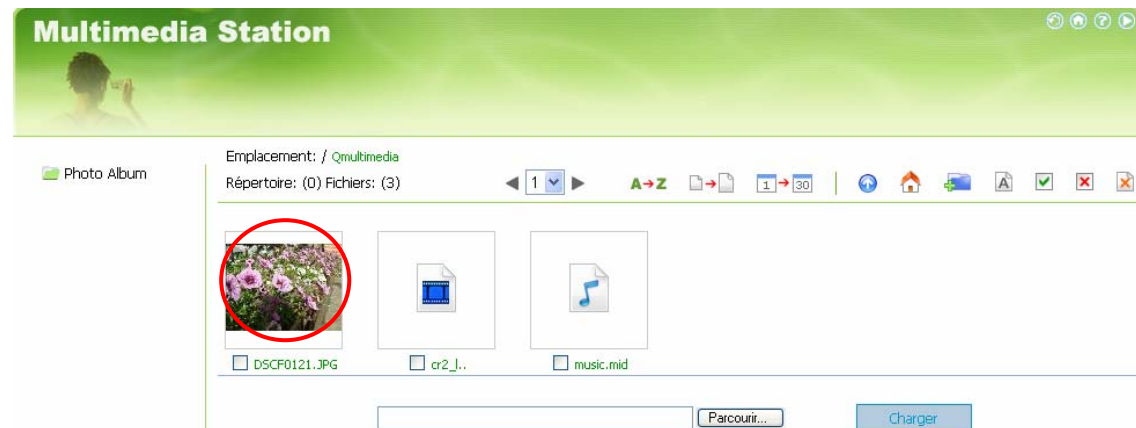 Multimedia Station
Photo Album
Emplacement: / Qmultimedia
Répertoire: (0) Fichiers: (3)
1
A→Z
1→30
A
DSCF0121.JPG
cr2_l..
music.mid
Parcourir...
Charger